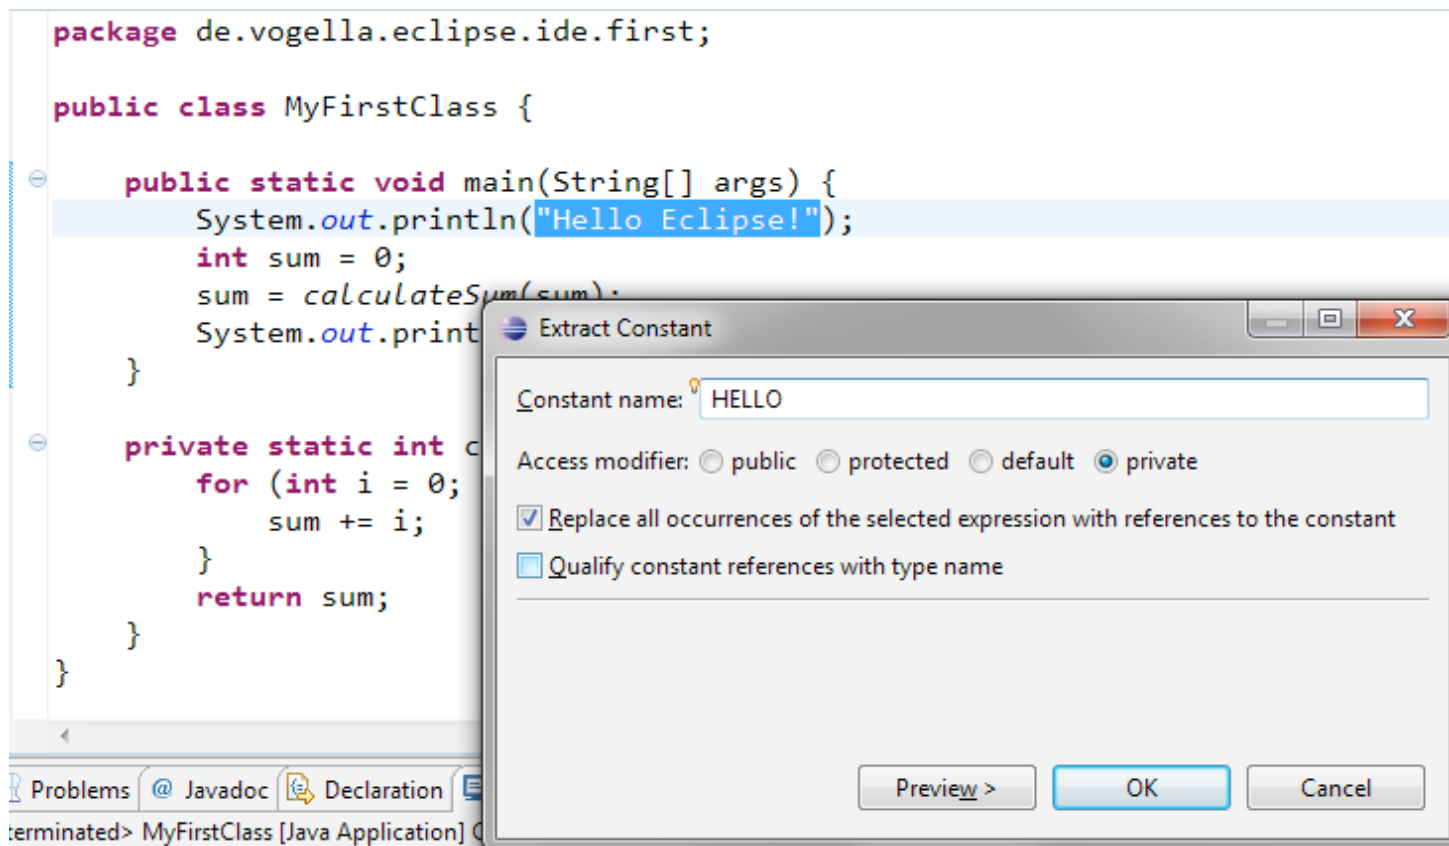 package de.vogella.eclipse.ide.first;
public class MyFirstClass {
public static void main(String[] args) {
System.out.println("Hello Eclipse!");
int sum = 0;
sum = calculateSum(sum);
System.out.print
}
private static int c
for (int i = 0;
sum += i;
}
return sum;
}
}
Extract Constant
Constant name: HELLO
Access modifier: public protected default private
Replace all occurrences of the selected expression with references to the constant
Qualify constant references with type name
Preview > OK Cancel
Problems @ Javadoc Declaration
terminated> MyFirstClass [Java Application]